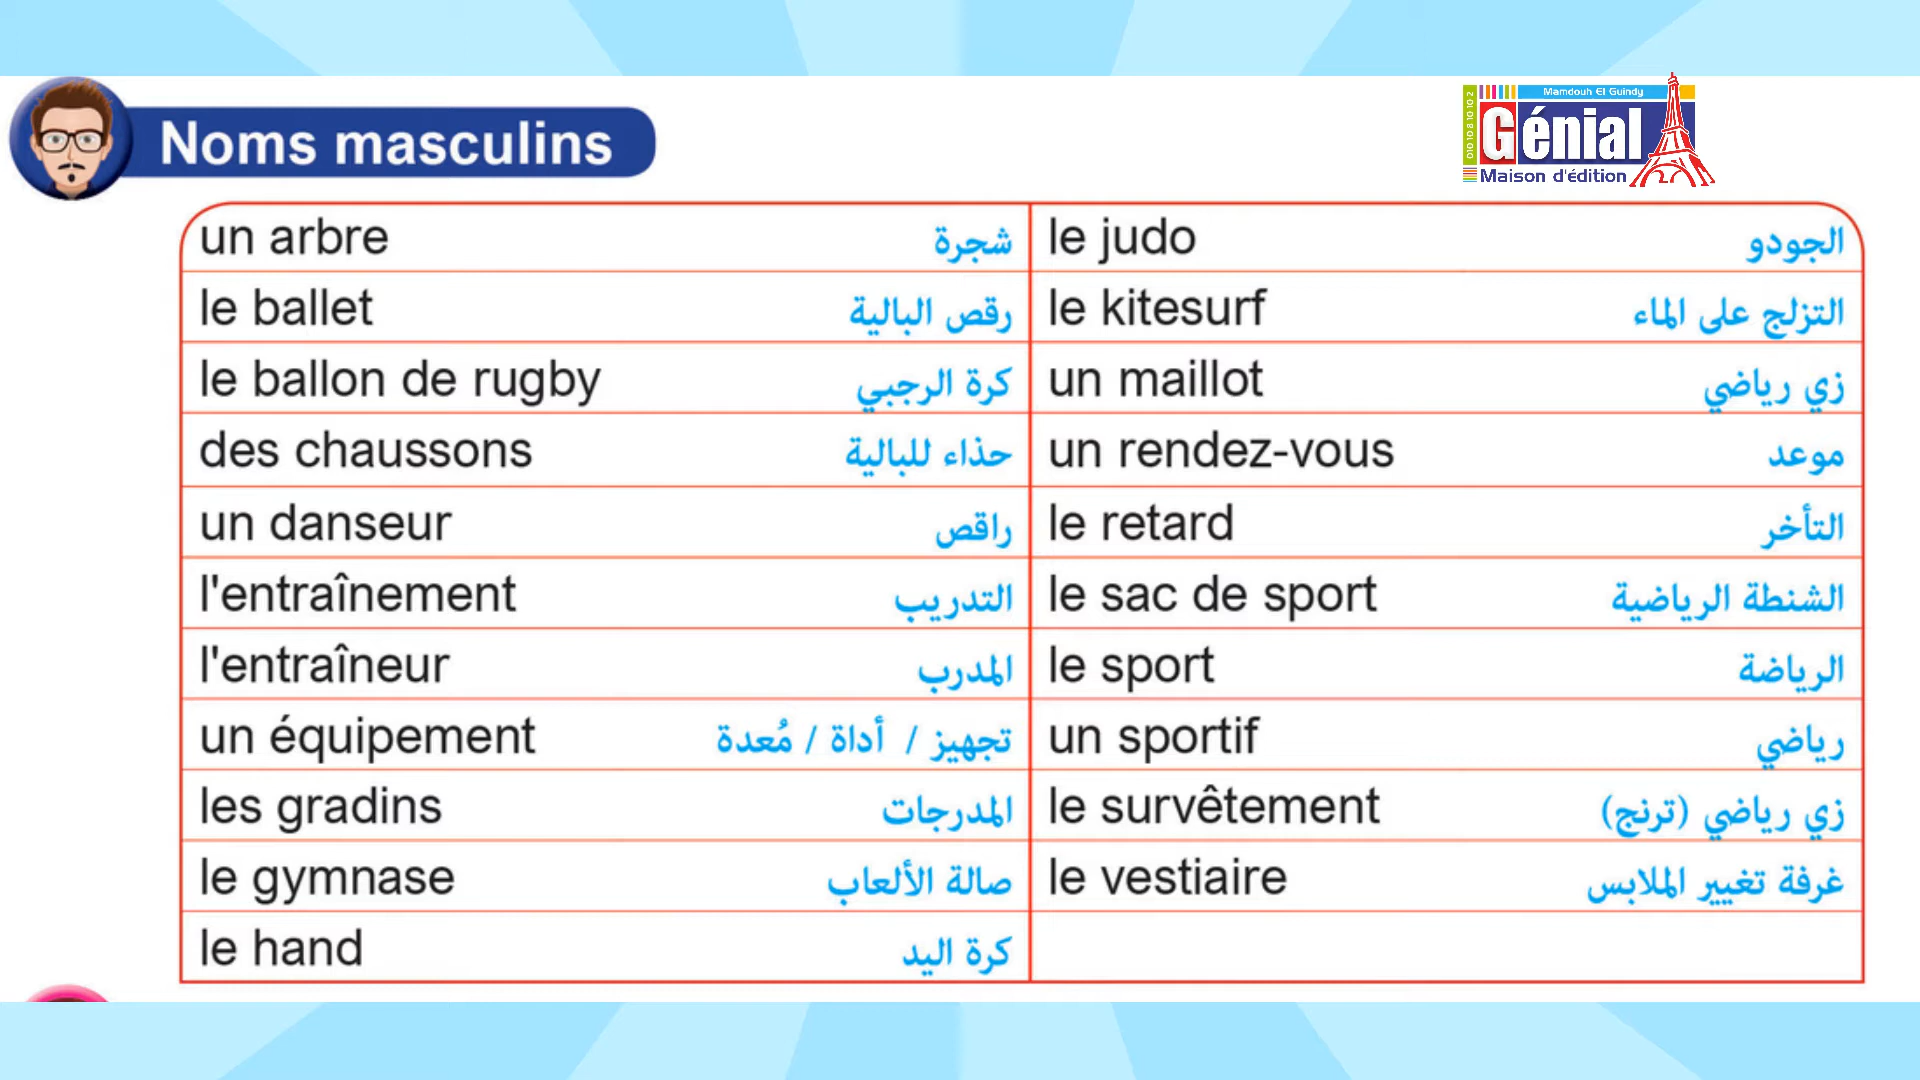 Noms masculins
Mamdouh El Guindy
Génial
Maison d'édition
un arbre شجرة
le judo الجودو
le ballet رقص البالية
le kitesurf التزلج على الماء
le ballon de rugby كرة الرجبي
un maillot زي رياضي
des chaussons حذاء للبالية
un rendez-vous موعد
un danseur راقص
le retard التأخر
l'entraînement التدريب
le sac de sport الشنطة الرياضية
l'entraîneur المدرب
le sport الرياضة
un équipement تجهيز / أداة / مُعدة
un sportif رياضي
les gradins المدرجات
le survêtement زي رياضي (ترنج)
le gymnase صالة الألعاب
le vestiaire غرفة تغيير الملابس
le hand كرة اليد